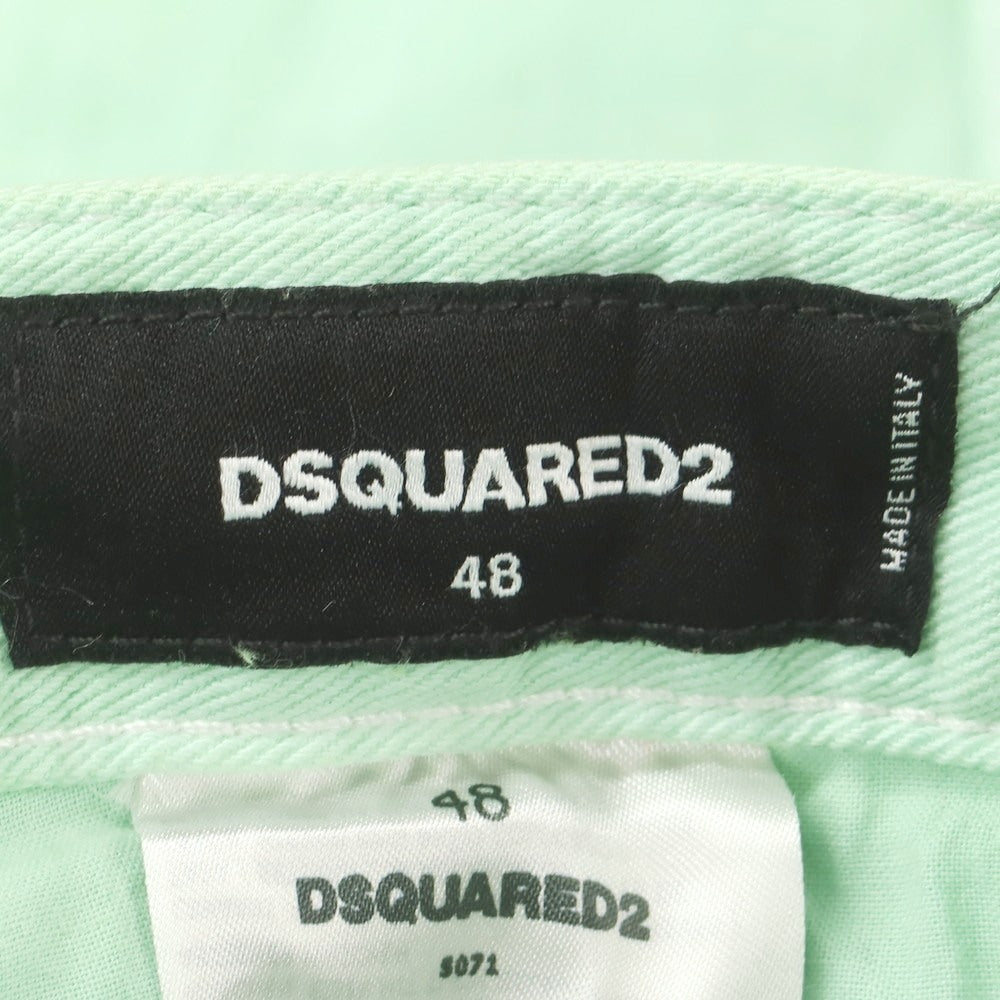 DSQUARED2
48
MADE IN ITALY
48
DSQUARED2
S071